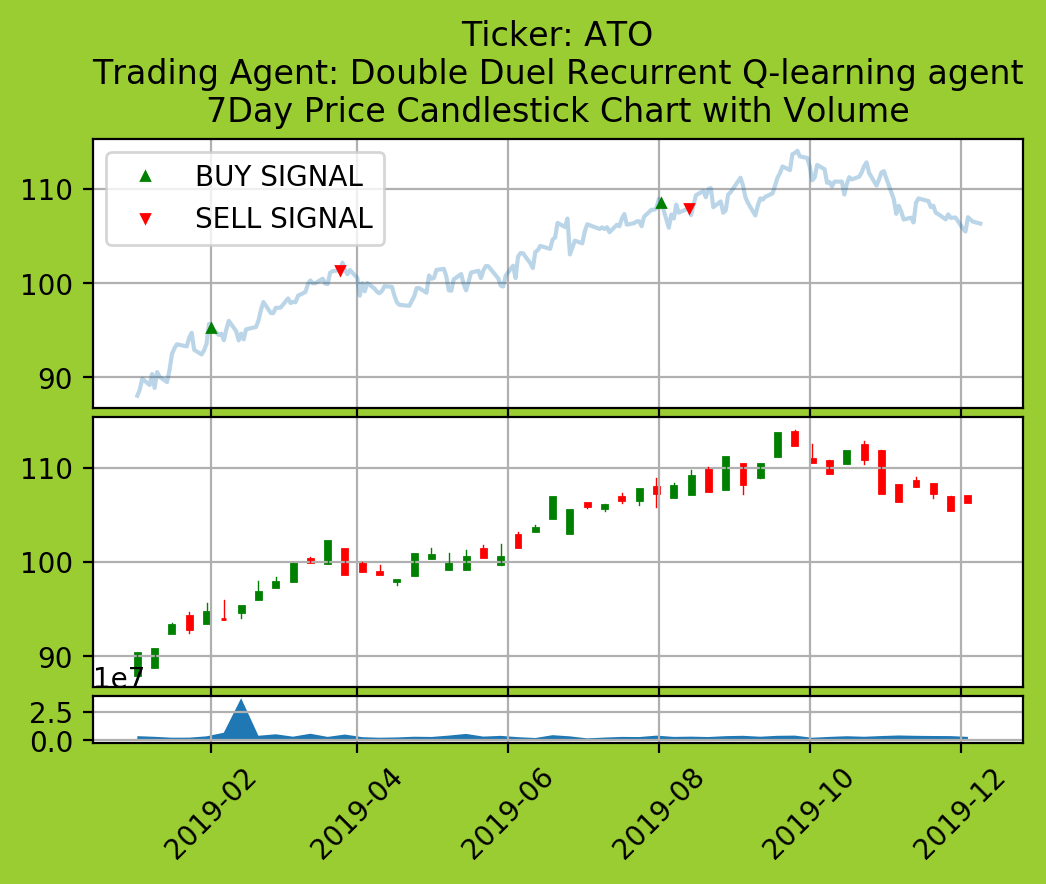 Ticker: ATO
Trading Agent: Double Duel Recurrent Q-learning agent
7Day Price Candlestick Chart with Volume
BUY SIGNAL
SELL SIGNAL
110
100
90
110
100
90
1e7
2.5
0.0
2019-02
2019-04
2019-06
2019-08
2019-10
2019-12